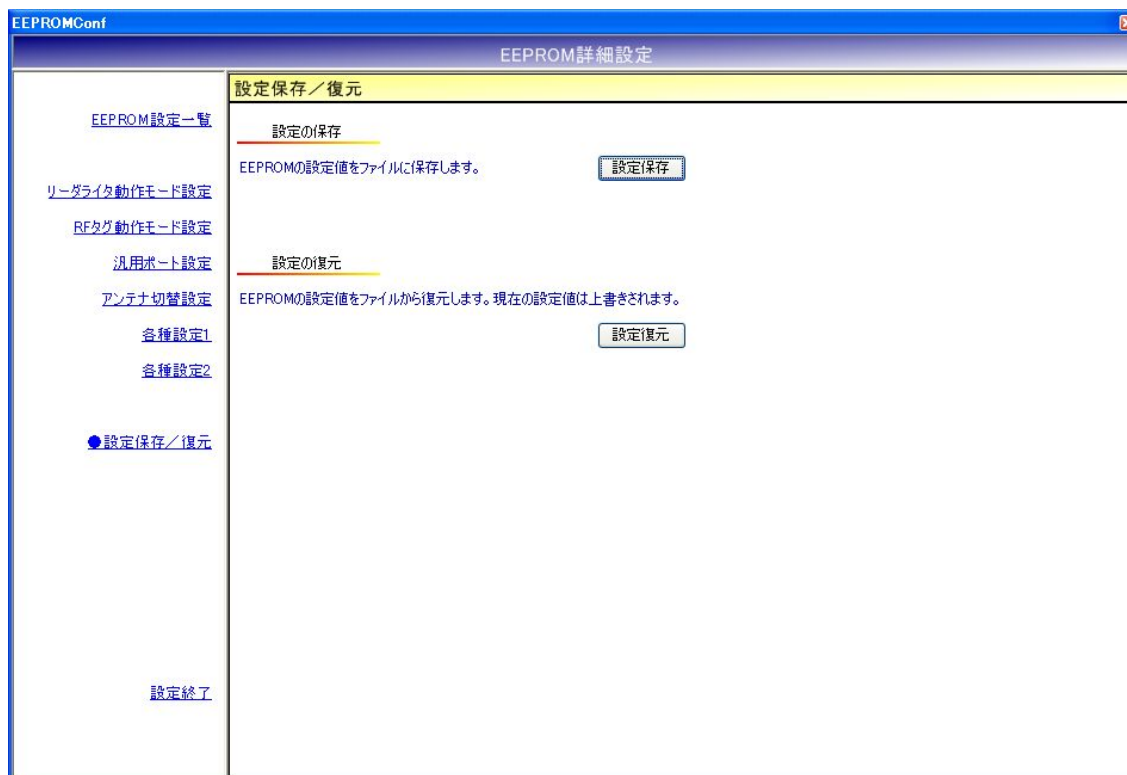 EEPROMConf
EEPROM詳細設定
EEPROM設定一覧
リーダライタ動作モード設定
RFタグ動作モード設定
汎用ポート設定
アンテナ切替設定
各種設定1
各種設定2
●設定保存／復元
設定終了
設定保存／復元
設定の保存
EEPROMの設定値をファイルに保存します。
設定保存
設定の復元
EEPROMの設定値をファイルから復元します。現在の設定値は上書きされます。
設定復元